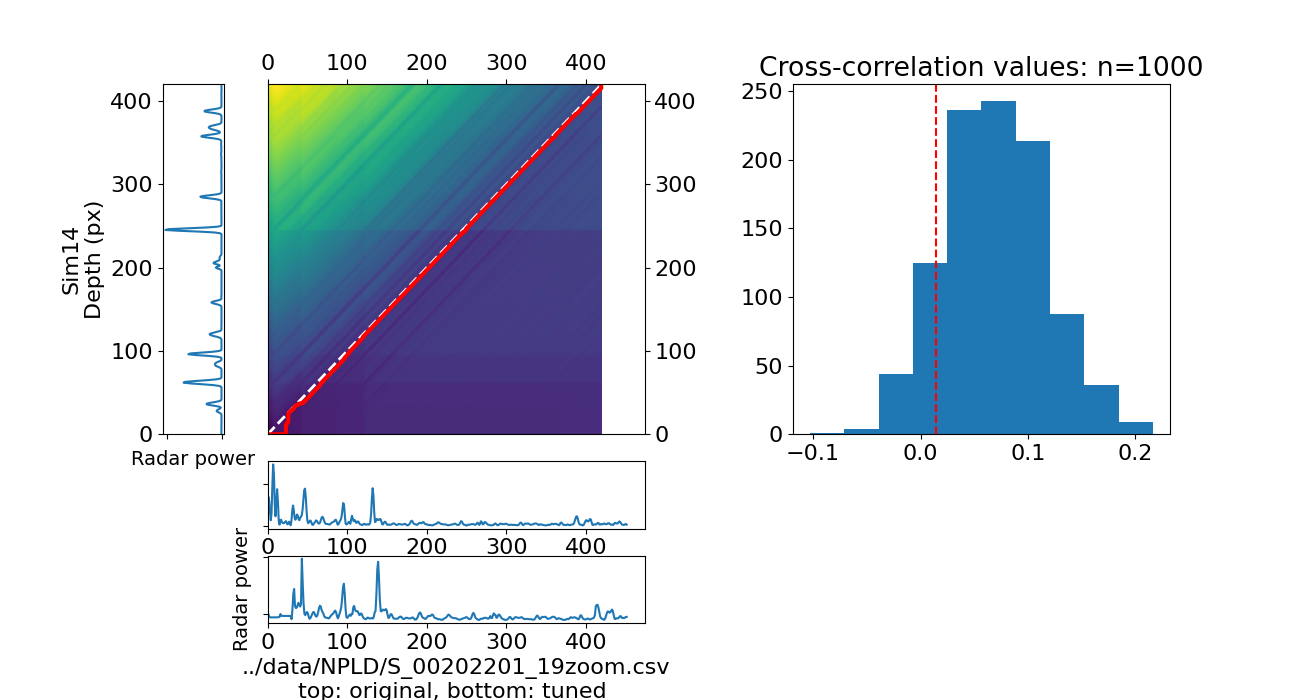 0 100 200 300 400
Cross-correlation values: n=1000
400
300
200
100
0
Sim14
Depth (px)
400
300
200
100
0
250
200
150
100
50
0
−0.1 0.0 0.1 0.2
Radar power
0 100 200 300 400
Radar power
0 100 200 300 400
../data/NPLD/S_00202201_19zoom.csv
top: original, bottom: tuned